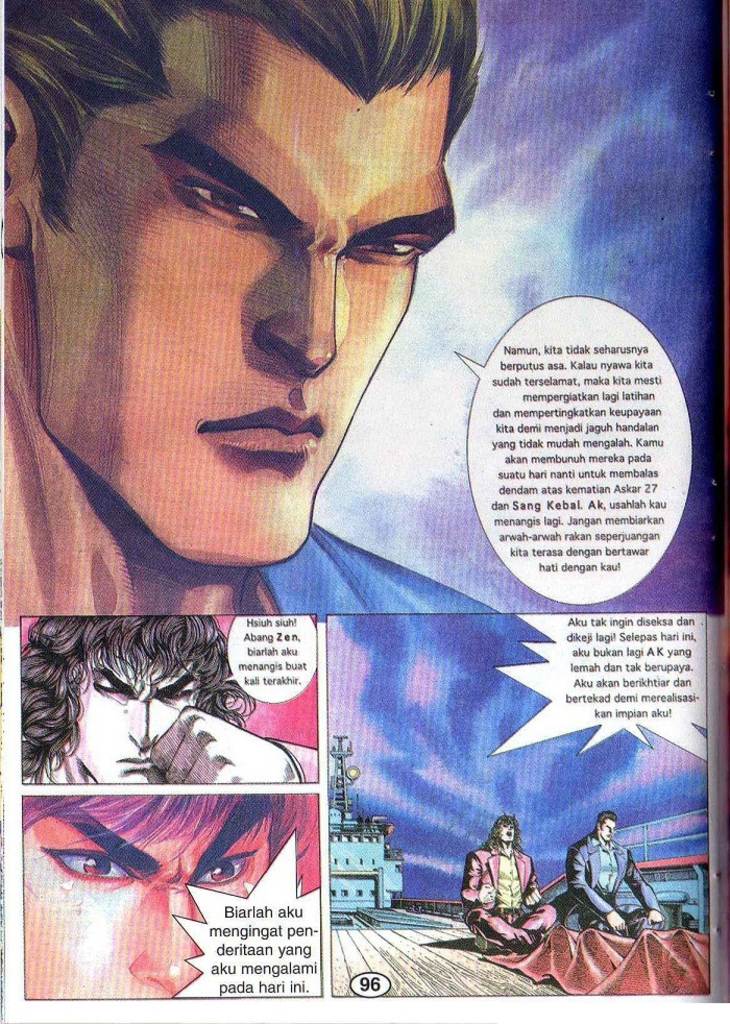 Namun, kita tidak seharusnya
berputus asa. Kalau nyawa kita
sudah terselamat, maka kita mesti
mempergiatkan lagi latihan
dan mempertingkatkan keupayaan
kita demi menjadi jaguh handalan
yang tidak mudah mengalah. Kamu
akan membunuh mereka pada
suatu hari nanti untuk membalas
dendam atas kematian Askar 27
dan Sang Kebal. Ak, usahlah kau
menangis lagi. Jangan membiarkan
arwah-arwah rakan seperjuangan
kita terasa dengan bertawar
hati dengan kau!
Hsiuh siuh!
Abang Zen,
biarlah aku
menangis buat
kali terakhir.
Aku tak ingin diseksa dan
dikeji lagi! Selepas hari ini,
aku bukan lagi AK yang
lemah dan tak berupaya.
Aku akan berikhtiar dan
bertekad demi merealisasi-
kan impian aku!
Biarlah aku
mengingat pen-
deritaan yang
aku mengalami
pada hari ini.
96